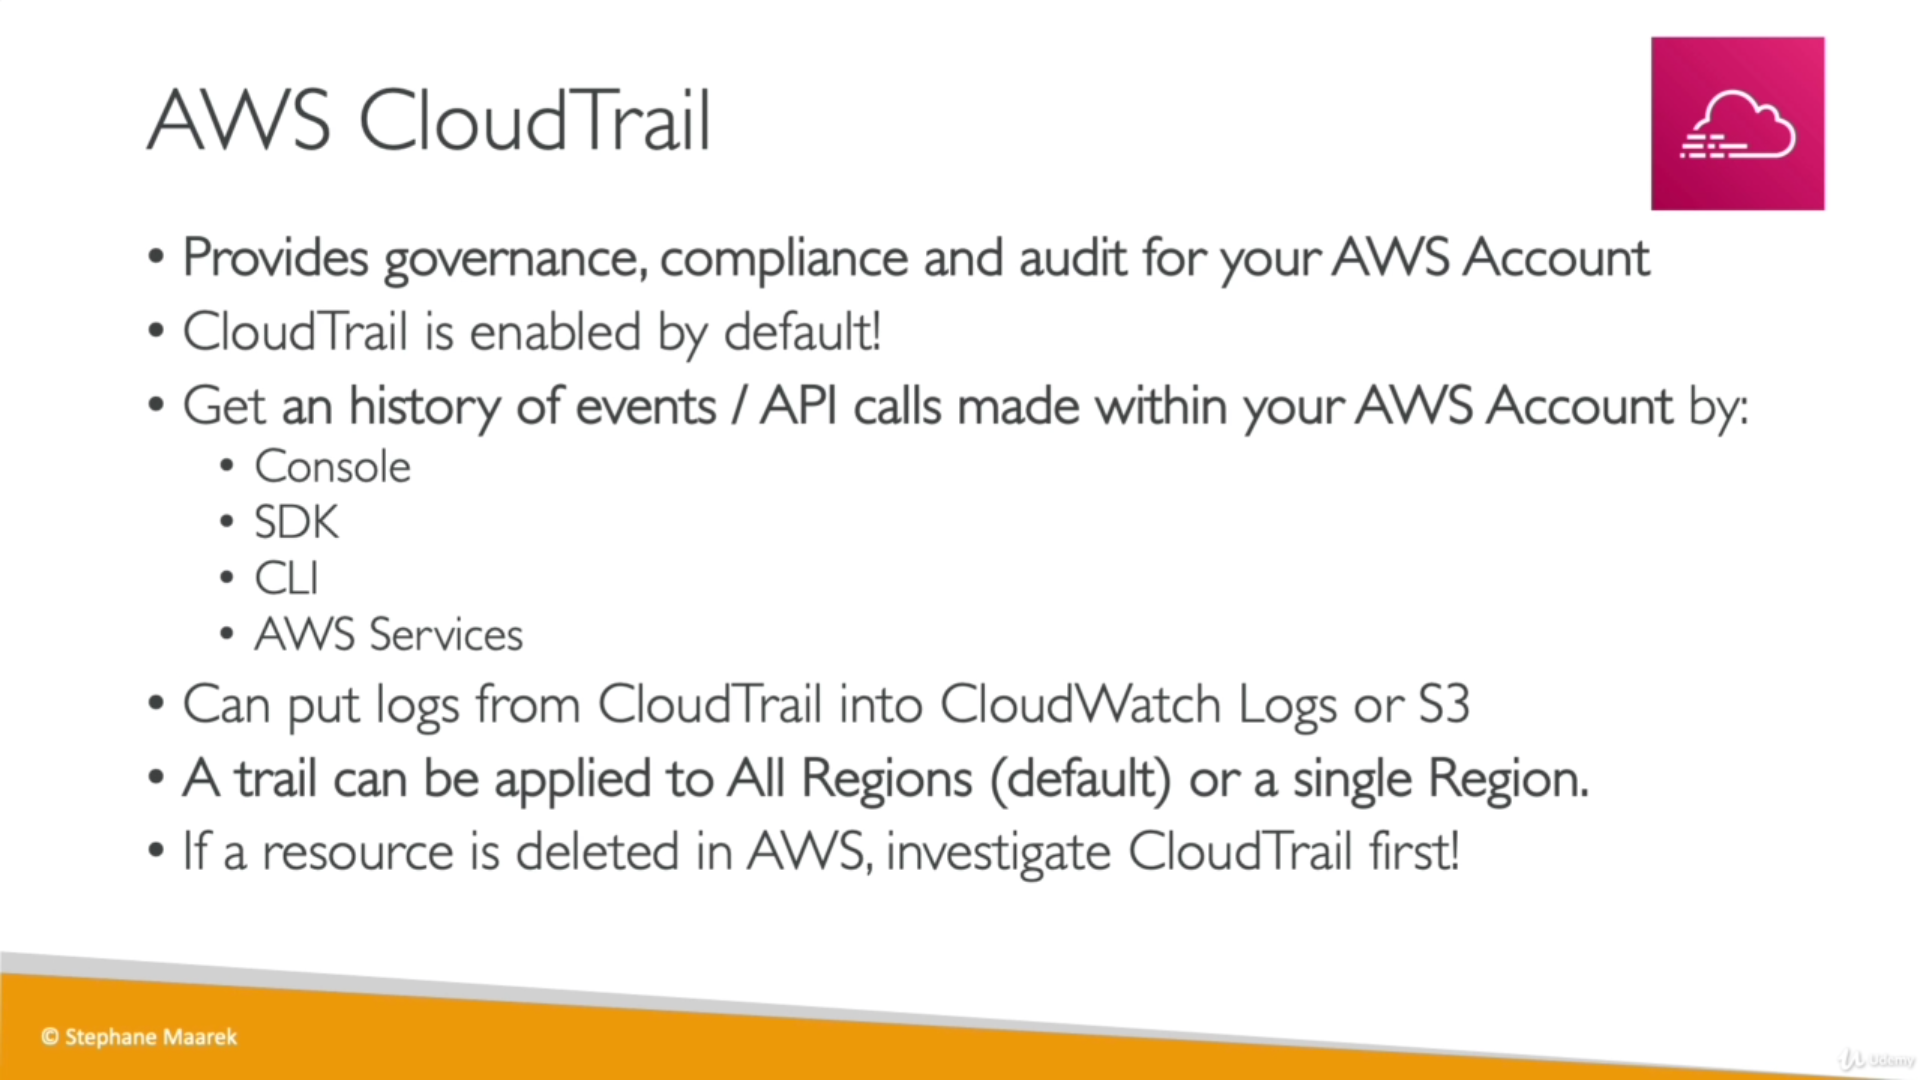 AWS CloudTrail
• Provides governance, compliance and audit for your AWS Account
• CloudTrail is enabled by default!
• Get an history of events / API calls made within your AWS Account by:
• Console
• SDK
• CLI
• AWS Services
• Can put logs from CloudTrail into CloudWatch Logs or S3
• A trail can be applied to All Regions (default) or a single Region.
• If a resource is deleted in AWS, investigate CloudTrail first!
© Stephane Maarek
Udemy